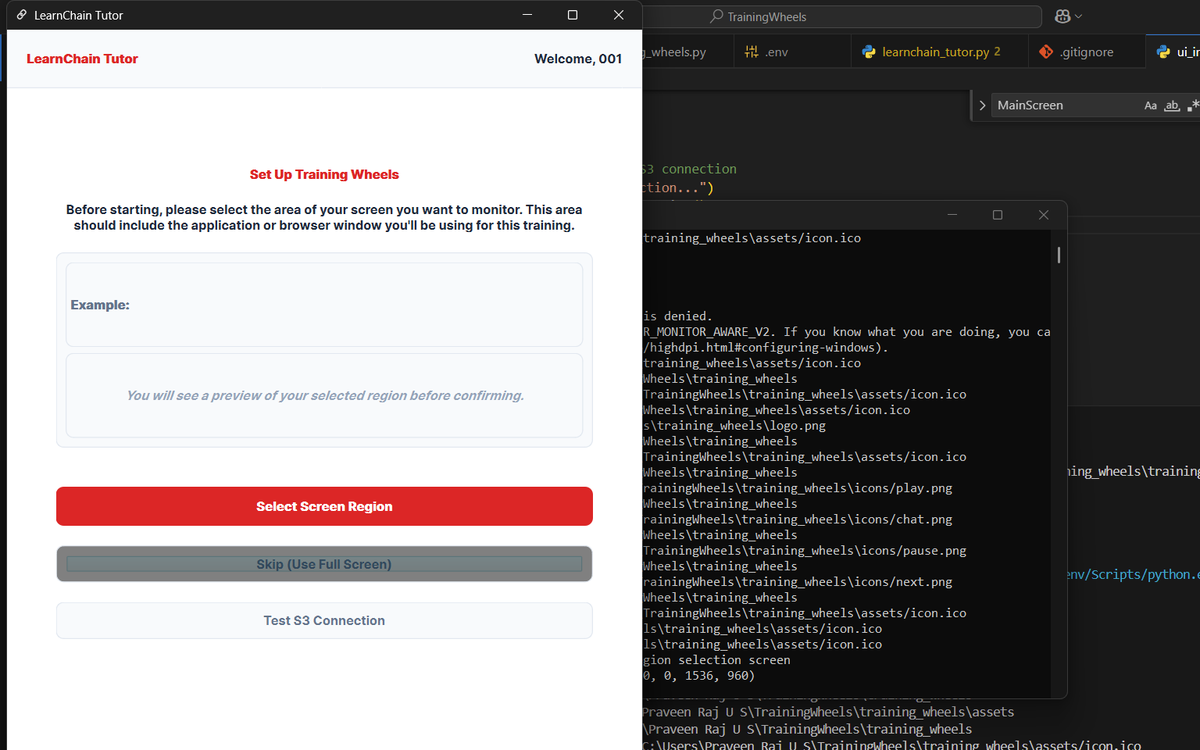 LearnChain Tutor
TrainingWheels
LearnChain Tutor
Welcome, 001
g_wheels.py
.env
learnchain_tutor.py 2
.gitignore
ui_in
MainScreen
Aa
ab
Set Up Training Wheels
Before starting, please select the area of your screen you want to monitor. This area
should include the application or browser window you'll be using for this training.
Example:
You will see a preview of your selected region before confirming.
Select Screen Region
Skip (Use Full Screen)
Test S3 Connection
S3 connection
ction...")
training_wheels\assets/icon.ico
is denied.
R_MONITOR_AWARE_V2. If you know what you are doing, you ca
/highdpi.html#configuring-windows).
training_wheels\assets/icon.ico
Wheels\training_wheels
TrainingWheels\training_wheels\assets/icon.ico
Wheels\training_wheels\assets/icon.ico
s\training_wheels\logo.png
Wheels\training_wheels
TrainingWheels\training_wheels\assets/icon.ico
Wheels\training_wheels
rainingWheels\training_wheels\icons/play.png
Wheels\training_wheels
rainingWheels\training_wheels\icons/chat.png
Wheels\training_wheels
TrainingWheels\training_wheels\icons/pause.png
Wheels\training_wheels
rainingWheels\training_wheels\icons/next.png
Wheels\training_wheels
TrainingWheels\training_wheels\assets/icon.ico
ls\training_wheels\assets/icon.ico
ls\training_wheels\assets/icon.ico
gion selection screen
0, 0, 1536, 960)
ning_wheels\training
env/Scripts/python.e
\Praveen Raj U S\TrainingWheels\training_wheels
Praveen Raj U S\TrainingWheels\training_wheels\assets
\Praveen Raj U S\TrainingWheels\training_wheels
C:\Users\Praveen Raj U S\TrainingWheels\training_wheels\assets/icon.ico